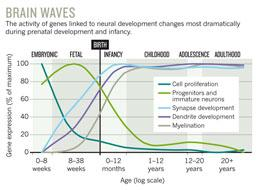 BRAIN WAVES
The activity of genes linked to neural development changes most dramatically
during prenatal development and infancy.
BIRTH
EMBRYONIC FETAL INFANCY CHILDHOOD ADOLESCENCE ADULTHOOD
Gene expression (% of maximum)
100
80
60
40
20
0
Cell proliferation
Progenitors and
immature neurons
Synapse development
Dendrite development
Myelination
0–8 8–38 0–12 1–12 12–20 20+
weeks weeks months years years years
Age (log scale)